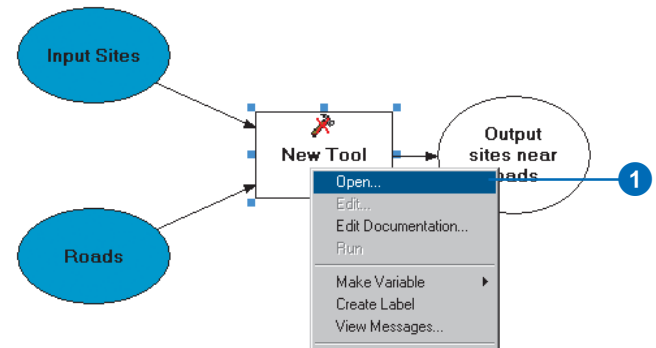 Input Sites
New Tool
Output
sites near
roads
Roads
Open...
Edit...
Edit Documentation...
Run
Make Variable
Create Label
View Messages...
1